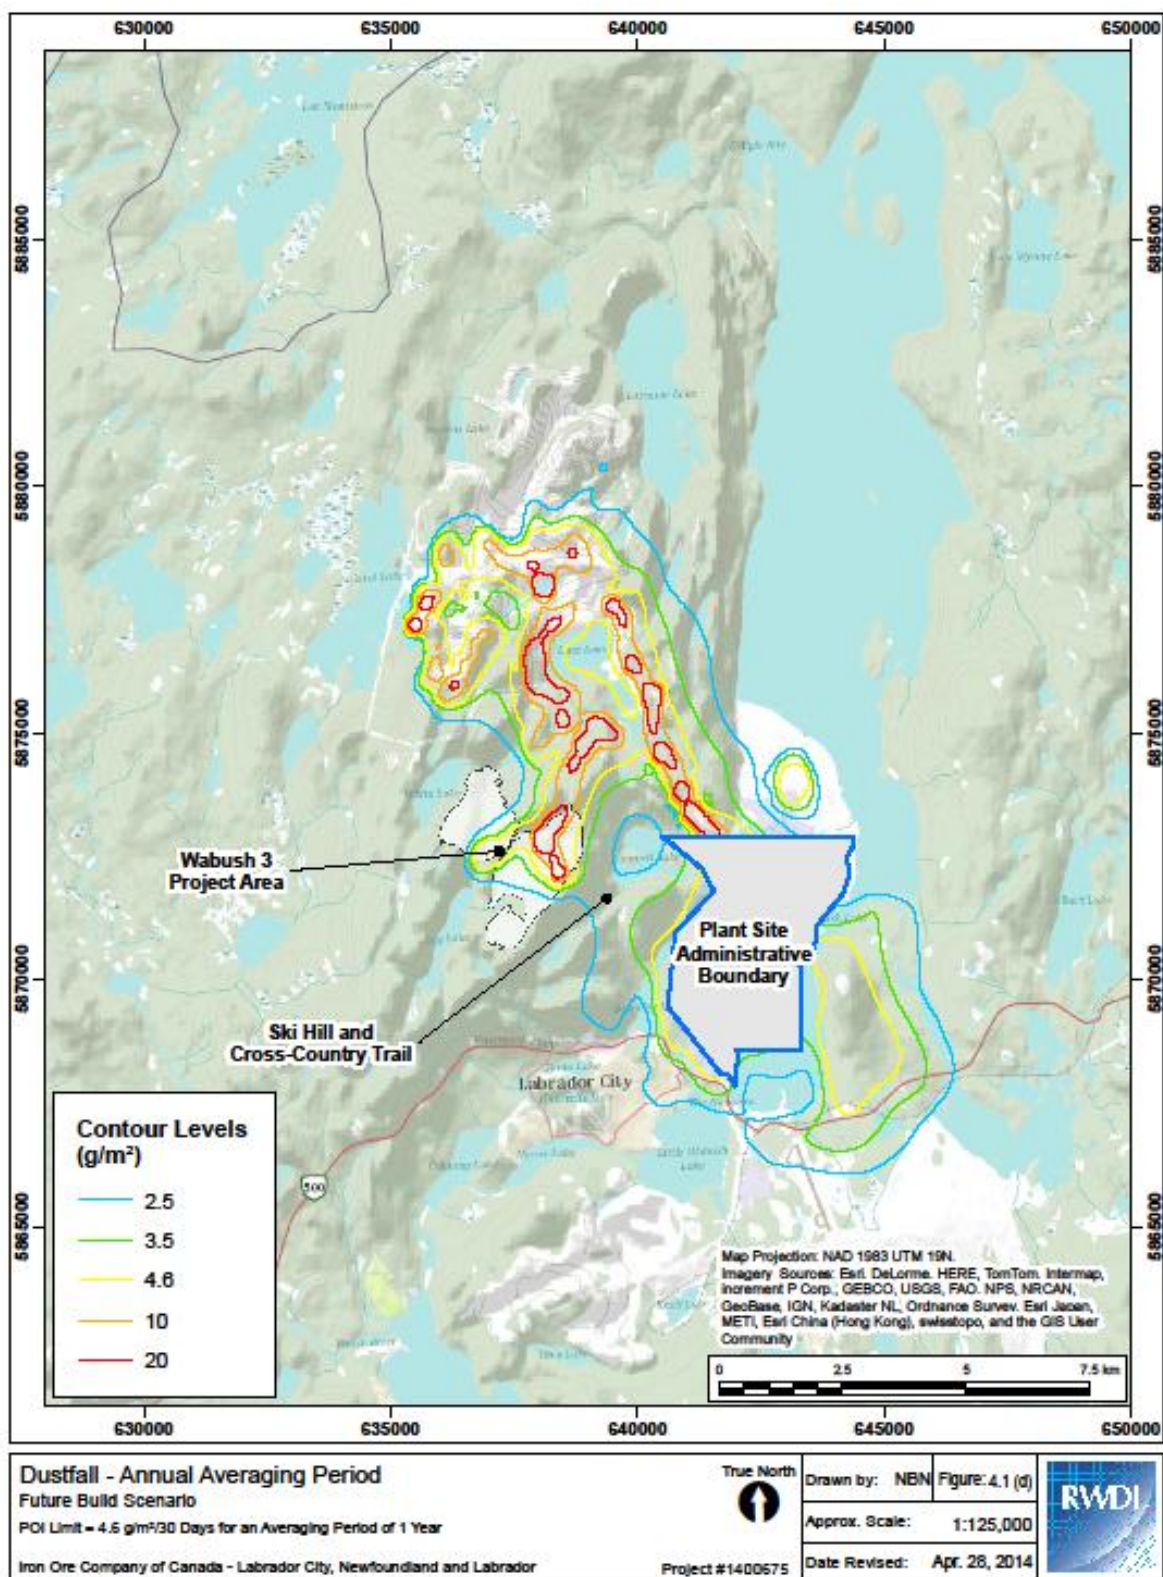 630000 635000 640000 645000 650000
5885000 5885000
5880000 5880000
5875000 5875000
5870000 5870000
5865000 5865000
Wabush 3
Project Area
Plant Site
Administrative
Boundary
Ski Hill and
Cross-Country Trail
Labrador City
500
Contour Levels
(g/m²)
2.5
3.5
4.6
10
20
Map Projection: NAD 1983 UTM 19N.
Imagery Sources: Esri, DeLorme, HERE, TomTom, Intermap,
increment P Corp., GEBCO, USGS, FAO, NPS, NRCAN,
GeoBase, IGN, Kadaster NL, Ordnance Survey, Esri Japan,
METI, Esri China (Hong Kong), swisstopo, and the GIS User
Community
0 2.5 5 7.5 km
630000 635000 640000 645000 650000
Dustfall - Annual Averaging Period
Future Build Scenario
POI Limit = 4.6 g/m²/30 Days for an Averaging Period of 1 Year
Iron Ore Company of Canada - Labrador City, Newfoundland and Labrador
True North
Project #1400675
Drawn by: NBN Figure: 4.1 (d)
Approx. Scale: 1:125,000
Date Revised: Apr. 28, 2014
RWDI